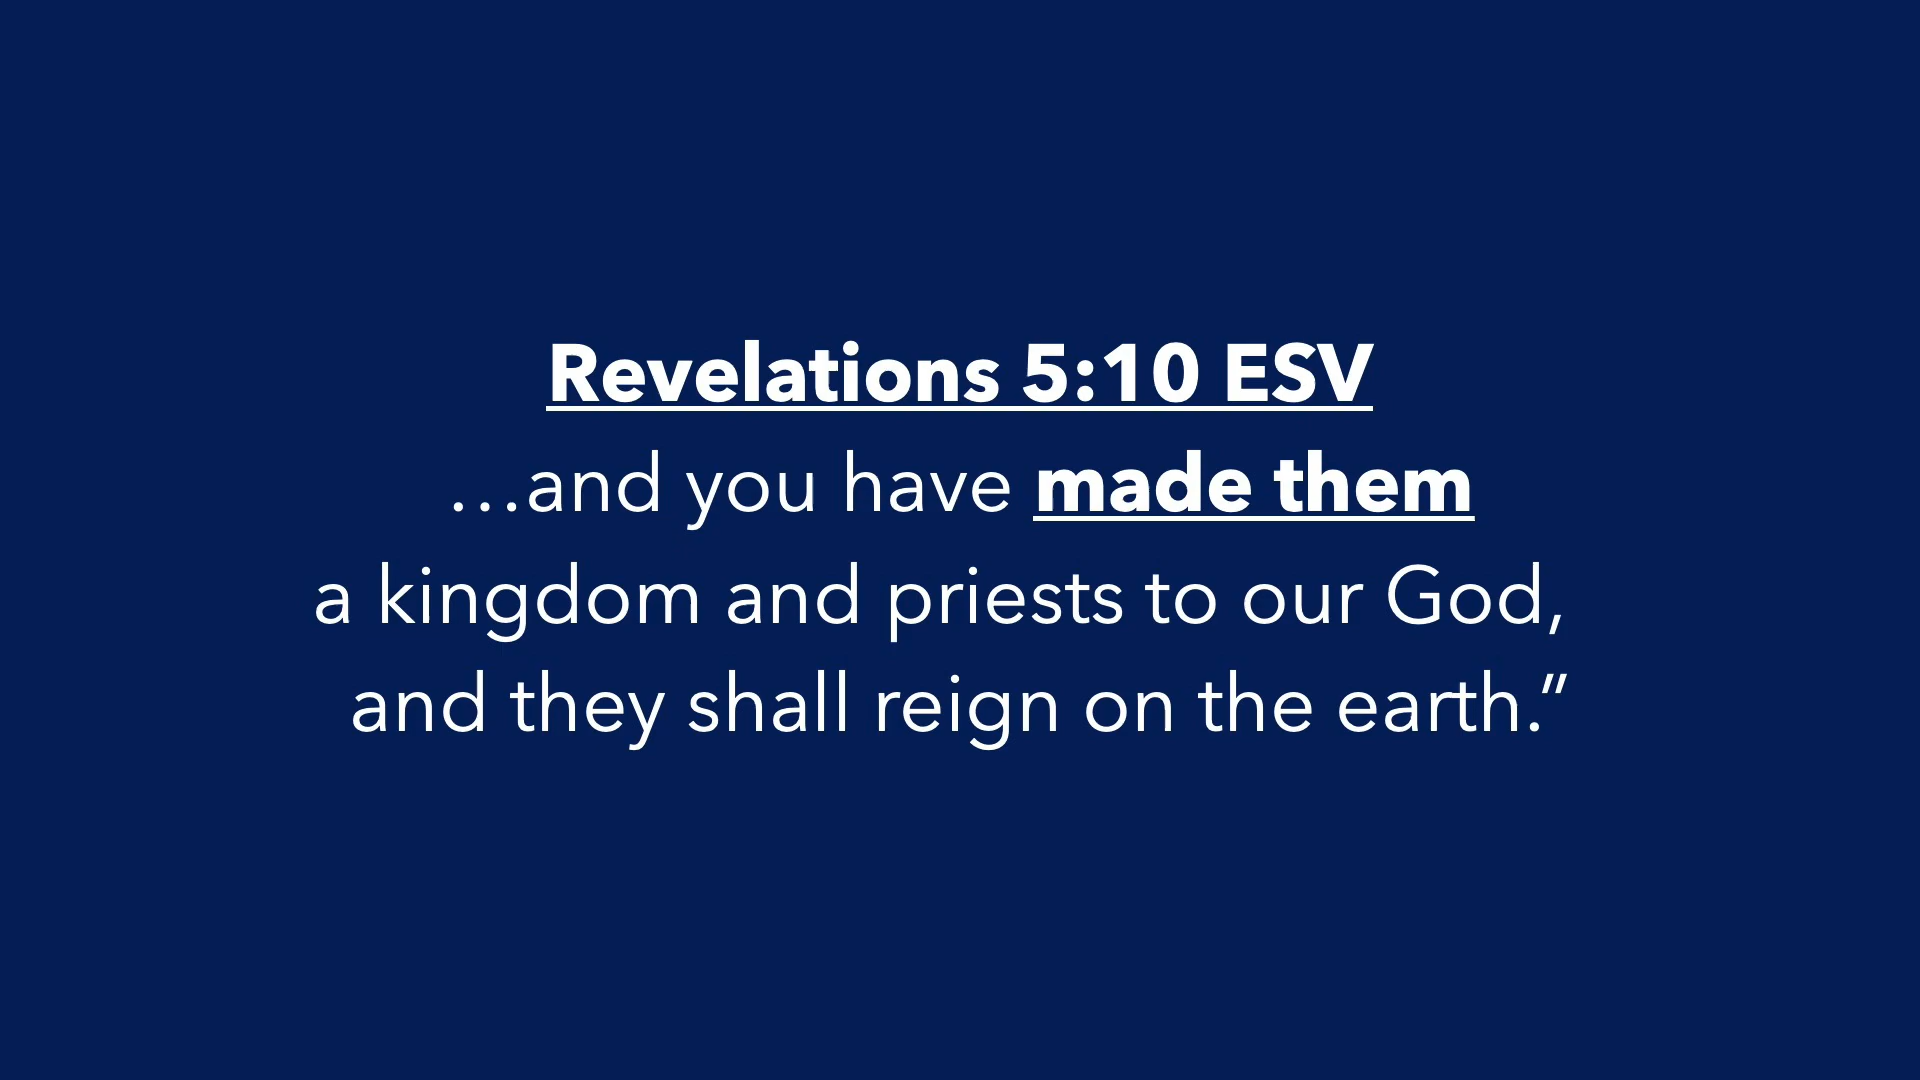 Revelations 5:10 ESV
…and you have made them
a kingdom and priests to our God,
and they shall reign on the earth.”